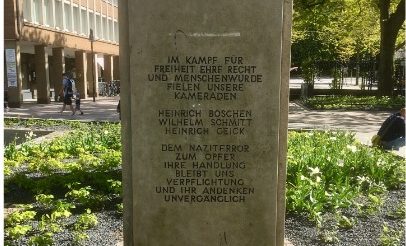 IM KAMPF FÜR
FREIHEIT EHRE RECHT
UND MENSCHENWÜRDE
FIELEN UNSERE
KAMERADEN
HEINRICH BOSCHEN
WILHELM SCHMITT
HEINRICH GEICK
DEM NAZITERROR
ZUM OPFER
IHRE HANDLUNG
BLEIBT UNS
VERPFLICHTUNG
UND IHR ANDENKEN
UNVERGÄNGLICH